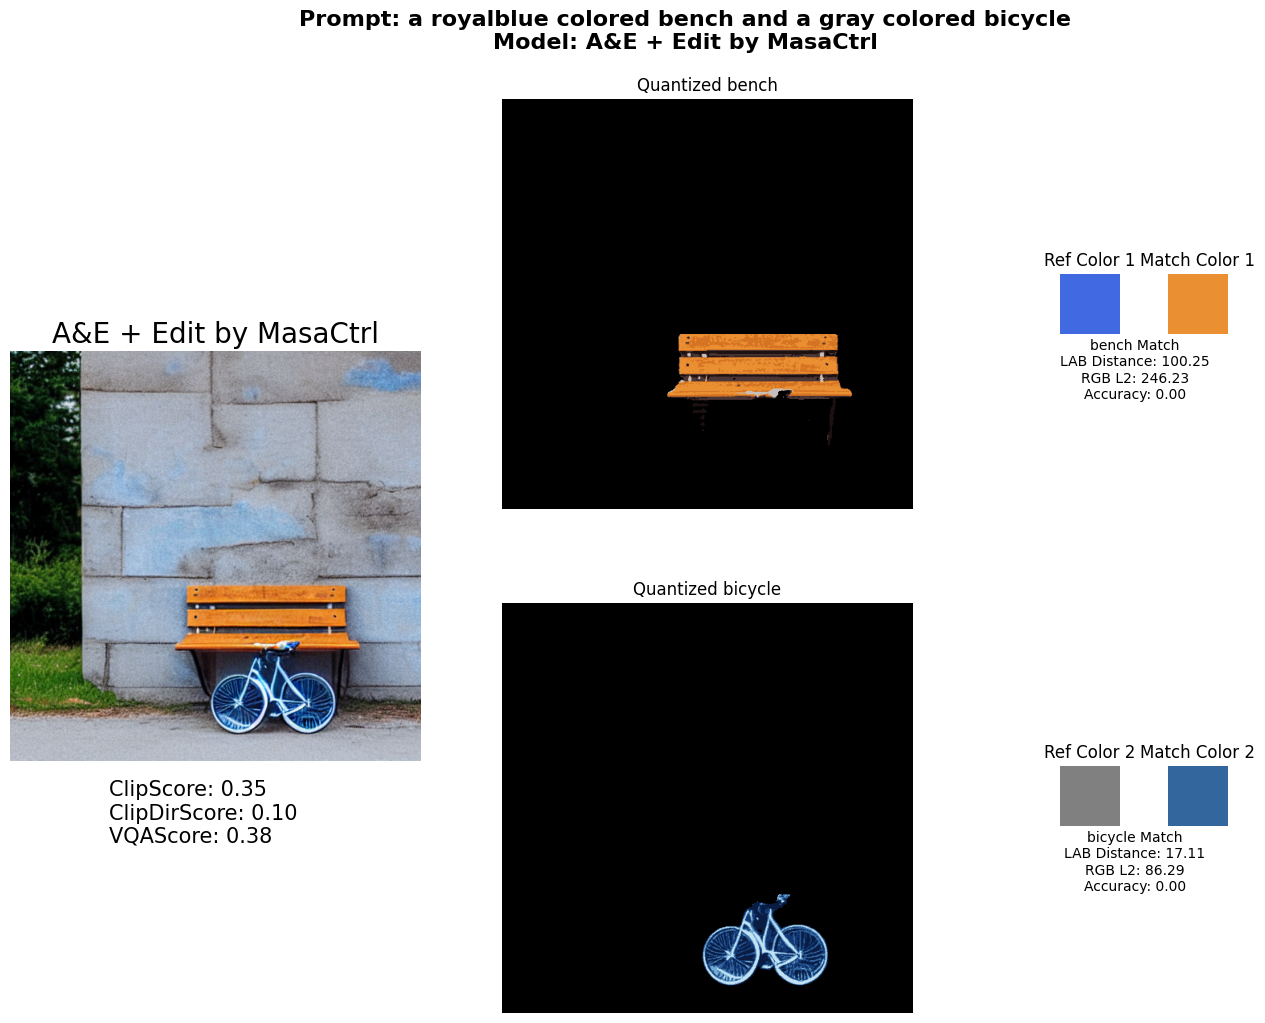 Prompt: a royalblue colored bench and a gray colored bicycle
Model: A&E + Edit by MasaCtrl
A&E + Edit by MasaCtrl
ClipScore: 0.35
ClipDirScore: 0.10
VQAScore: 0.38
Quantized bench
Ref Color 1 Match Color 1
bench Match
LAB Distance: 100.25
RGB L2: 246.23
Accuracy: 0.00
Quantized bicycle
Ref Color 2 Match Color 2
bicycle Match
LAB Distance: 17.11
RGB L2: 86.29
Accuracy: 0.00